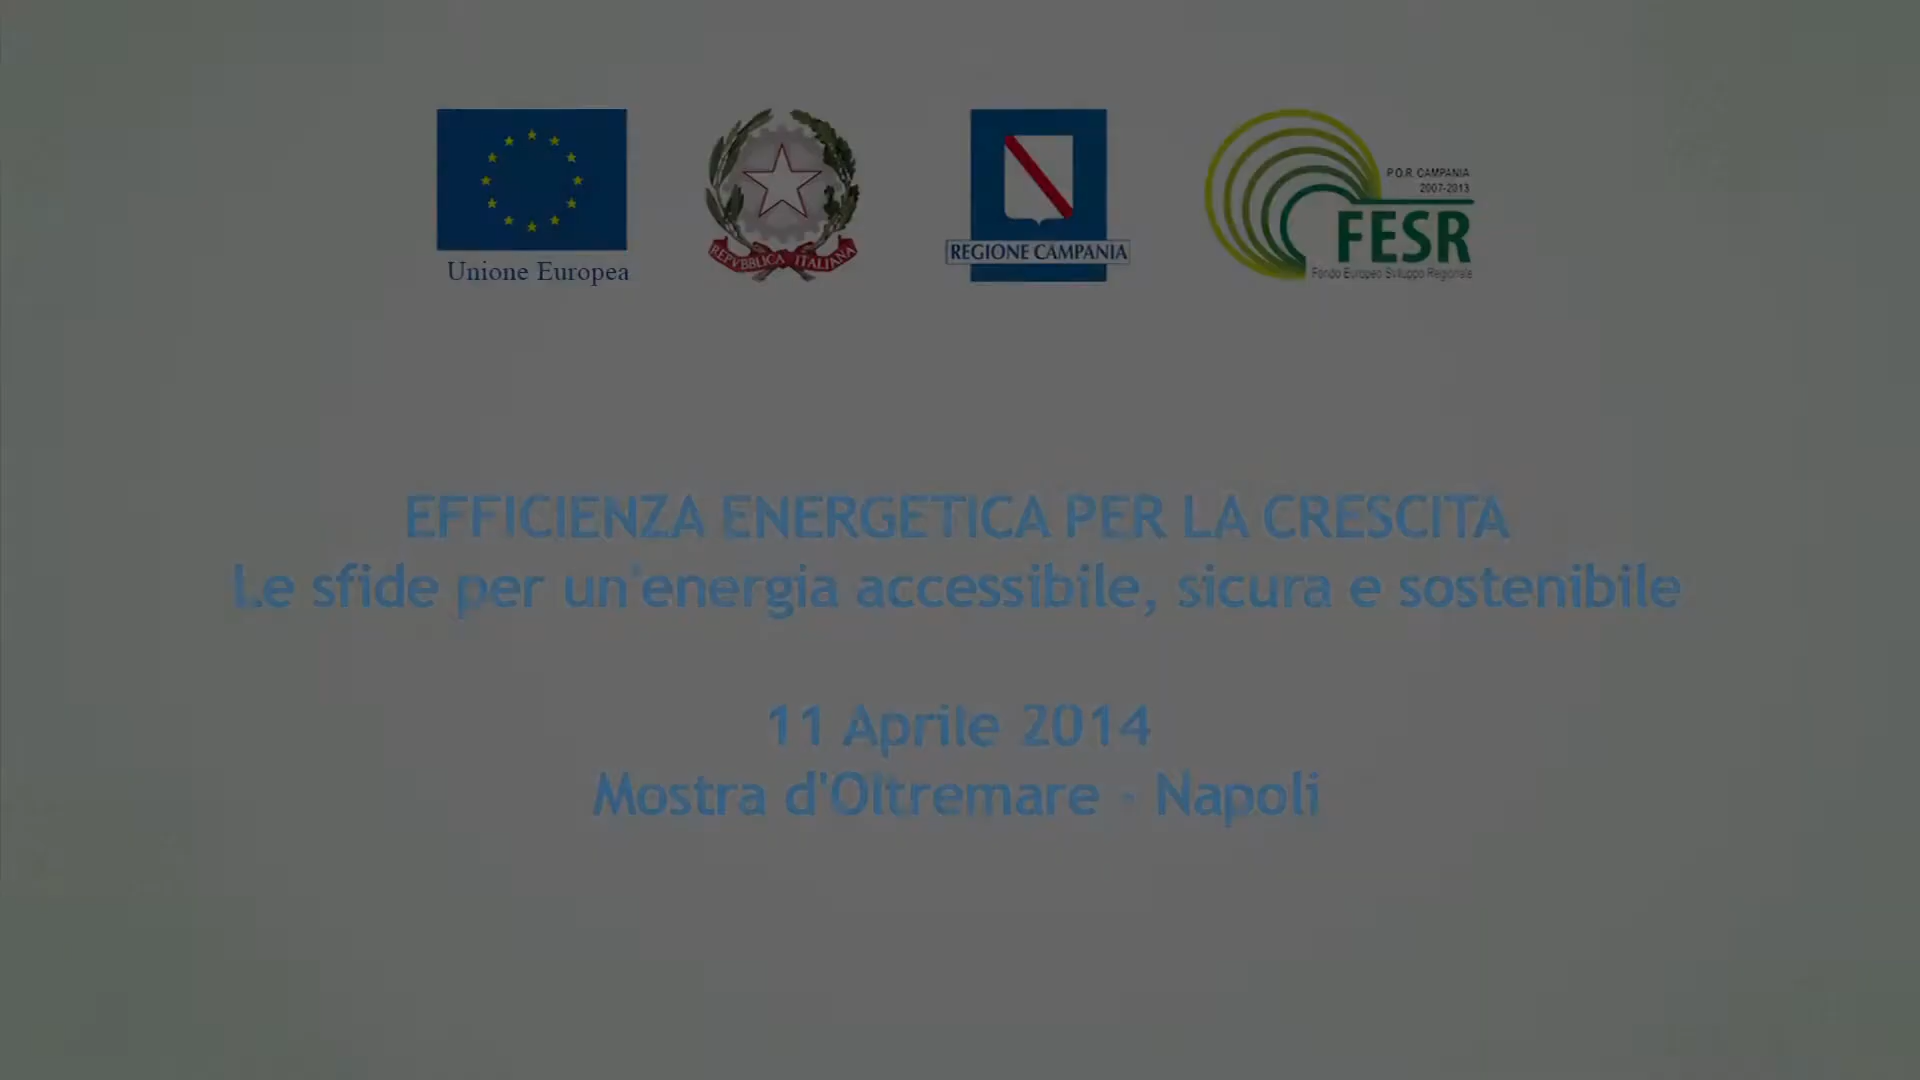 Unione Europea
REPVBBLICA ITALIANA
REGIONE CAMPANIA
P.O.R. CAMPANIA
2007-2013
FESR
Fondo Europeo Sviluppo Regionale
EFFICIENZA ENERGETICA PER LA CRESCITA
Le sfide per un'energia accessibile, sicura e sostenibile
11 Aprile 2014
Mostra d'Oltremare - Napoli